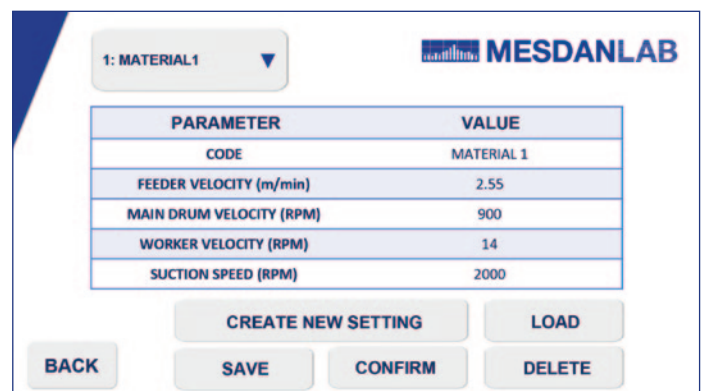 1: MATERIAL1 ▼
MESDANLAB
PARAMETER VALUE
CODE MATERIAL 1
FEEDER VELOCITY (m/min) 2.55
MAIN DRUM VELOCITY (RPM) 900
WORKER VELOCITY (RPM) 14
SUCTION SPEED (RPM) 2000
CREATE NEW SETTING LOAD
BACK SAVE CONFIRM DELETE